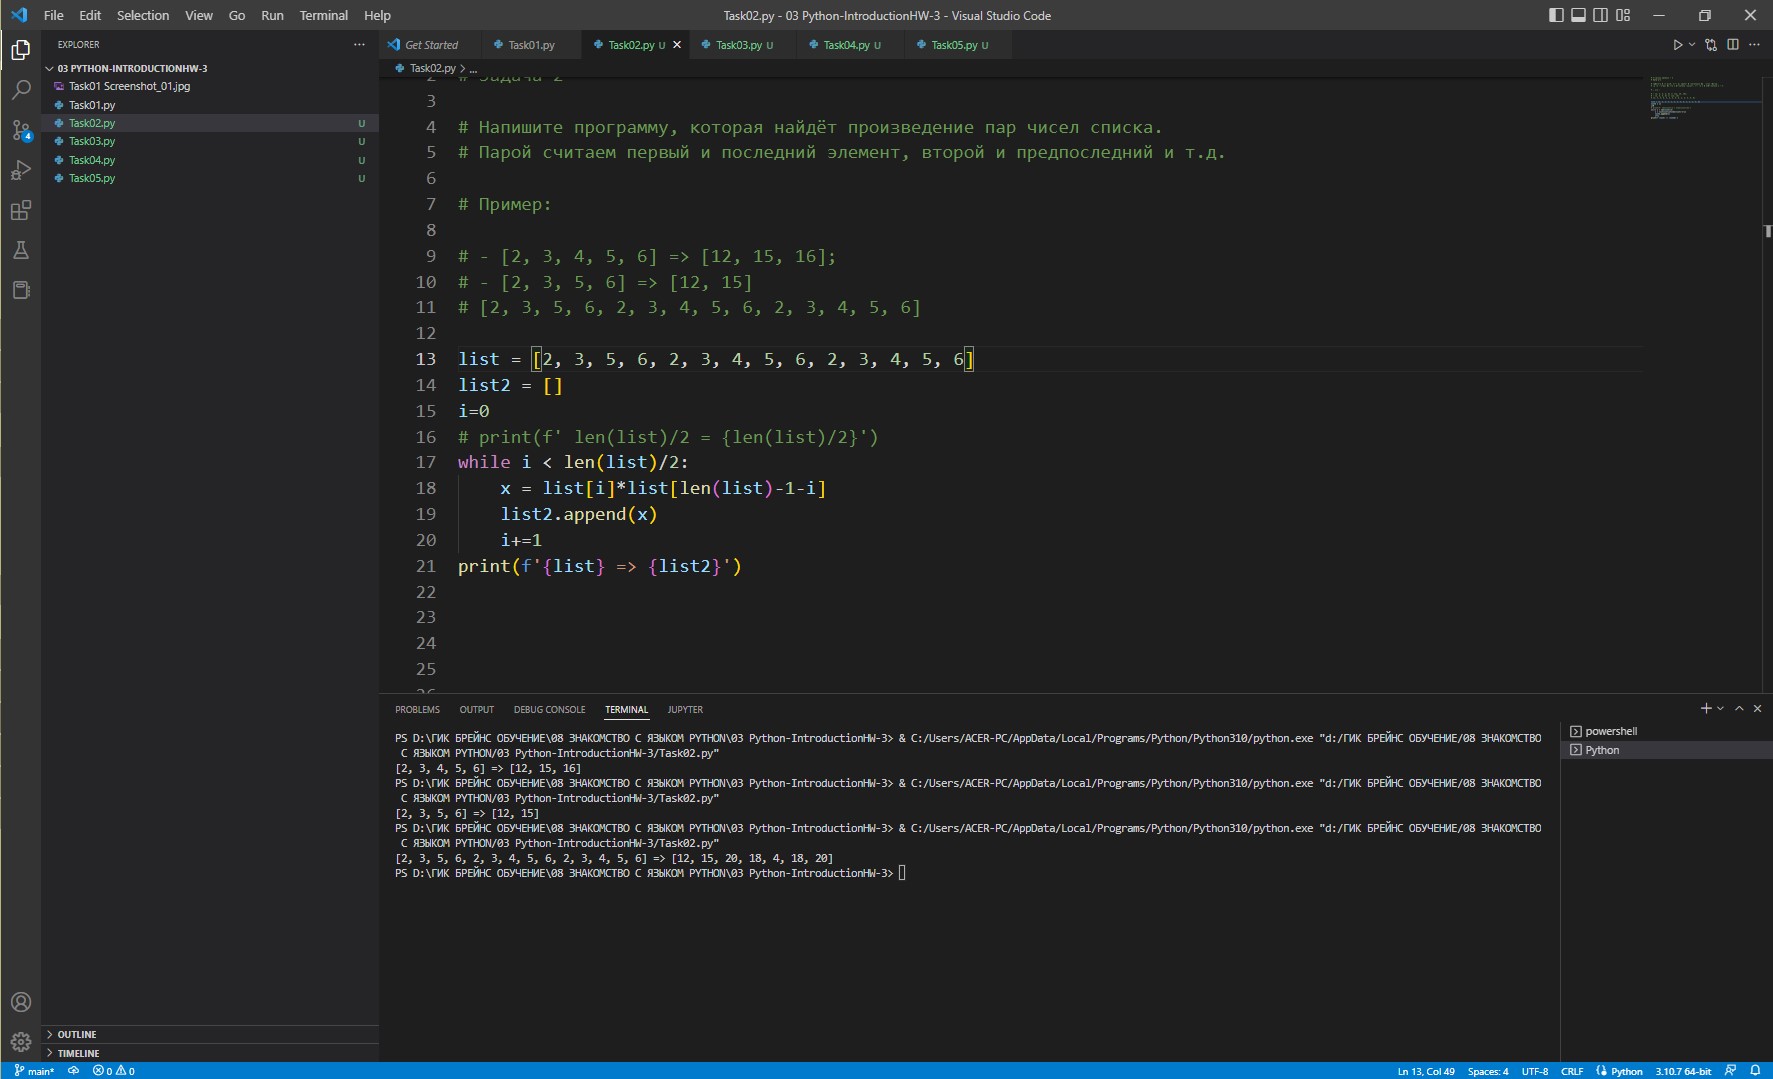 File Edit Selection View Go Run Terminal Help
Task02.py - 03 Python-IntroductionHW-3 - Visual Studio Code
EXPLORER
03 PYTHON-INTRODUCTIONHW-3
Task01 Screenshot_01.jpg
Task01.py
Task02.py U
Task03.py U
Task04.py U
Task05.py U
4
OUTLINE
TIMELINE
Get Started Task01.py Task02.py U Task03.py U Task04.py U Task05.py U
Task02.py > ...
2 # Задача 2
3
4 # Напишите программу, которая найдёт произведение пар чисел списка.
5 # Парой считаем первый и последний элемент, второй и предпоследний и т.д.
6
7 # Пример:
8
9 # - [2, 3, 4, 5, 6] => [12, 15, 16];
10 # - [2, 3, 5, 6] => [12, 15]
11 # [2, 3, 5, 6, 2, 3, 4, 5, 6, 2, 3, 4, 5, 6]
12
13 list = [2, 3, 5, 6, 2, 3, 4, 5, 6, 2, 3, 4, 5, 6]
14 list2 = []
15 i=0
16 # print(f' len(list)/2 = {len(list)/2}')
17 while i < len(list)/2:
18     x = list[i]*list[len(list)-1-i]
19     list2.append(x)
20     i+=1
21 print(f'{list} => {list2}')
22
23
24
25
26
PROBLEMS OUTPUT DEBUG CONSOLE TERMINAL JUPYTER
PS D:\ГИК БРЕЙНС ОБУЧЕНИЕ\08 ЗНАКОМСТВО С ЯЗЫКОМ PYTHON\03 Python-IntroductionHW-3> & C:/Users/ACER-PC/AppData/Local/Programs/Python/Python310/python.exe "d:/ГИК БРЕЙНС ОБУЧЕНИЕ/08 ЗНАКОМСТВО
С ЯЗЫКОМ PYTHON/03 Python-IntroductionHW-3/Task02.py"
[2, 3, 4, 5, 6] => [12, 15, 16]
PS D:\ГИК БРЕЙНС ОБУЧЕНИЕ\08 ЗНАКОМСТВО С ЯЗЫКОМ PYTHON\03 Python-IntroductionHW-3> & C:/Users/ACER-PC/AppData/Local/Programs/Python/Python310/python.exe "d:/ГИК БРЕЙНС ОБУЧЕНИЕ/08 ЗНАКОМСТВО
С ЯЗЫКОМ PYTHON/03 Python-IntroductionHW-3/Task02.py"
[2, 3, 5, 6] => [12, 15]
PS D:\ГИК БРЕЙНС ОБУЧЕНИЕ\08 ЗНАКОМСТВО С ЯЗЫКОМ PYTHON\03 Python-IntroductionHW-3> & C:/Users/ACER-PC/AppData/Local/Programs/Python/Python310/python.exe "d:/ГИК БРЕЙНС ОБУЧЕНИЕ/08 ЗНАКОМСТВО
С ЯЗЫКОМ PYTHON/03 Python-IntroductionHW-3/Task02.py"
[2, 3, 5, 6, 2, 3, 4, 5, 6, 2, 3, 4, 5, 6] => [12, 15, 20, 18, 4, 18, 20]
PS D:\ГИК БРЕЙНС ОБУЧЕНИЕ\08 ЗНАКОМСТВО С ЯЗЫКОМ PYTHON\03 Python-IntroductionHW-3>
powershell
Python
main* 0 0
Ln 13, Col 49 Spaces: 4 UTF-8 CRLF Python 3.10.7 64-bit